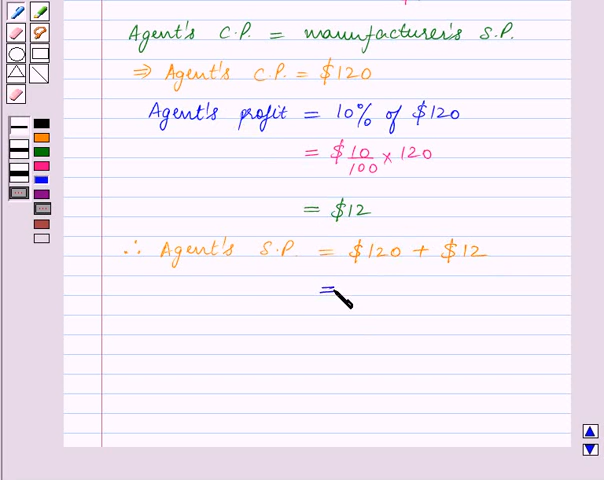 Agent's C.P. = manufacturer's S.P.
⇒ Agent's C.P. = $120
Agent's profit = 10% of $120
= $10/100 × 120
= $12
∴ Agent's S.P. = $120 + $12
=